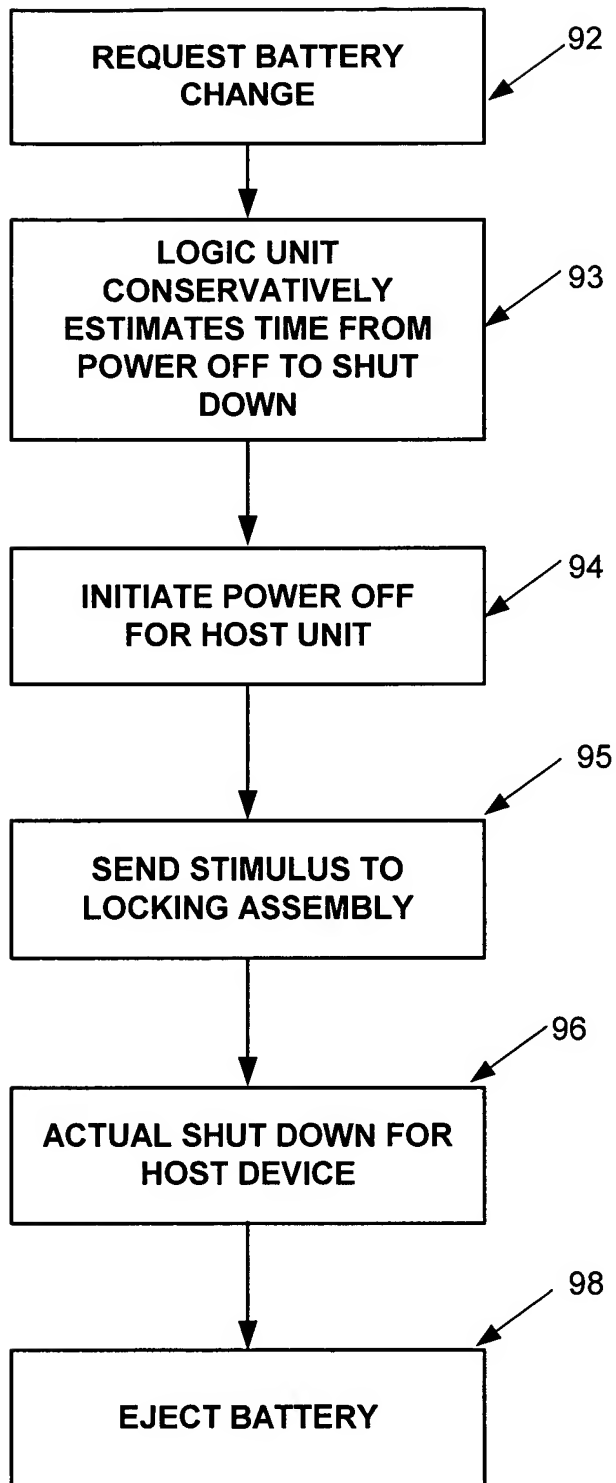 REQUEST BATTERY
CHANGE
92
LOGIC UNIT
CONSERVATIVELY
ESTIMATES TIME FROM
POWER OFF TO SHUT
DOWN
93
INITIATE POWER OFF
FOR HOST UNIT
94
SEND STIMULUS TO
LOCKING ASSEMBLY
95
ACTUAL SHUT DOWN FOR
HOST DEVICE
96
EJECT BATTERY
98